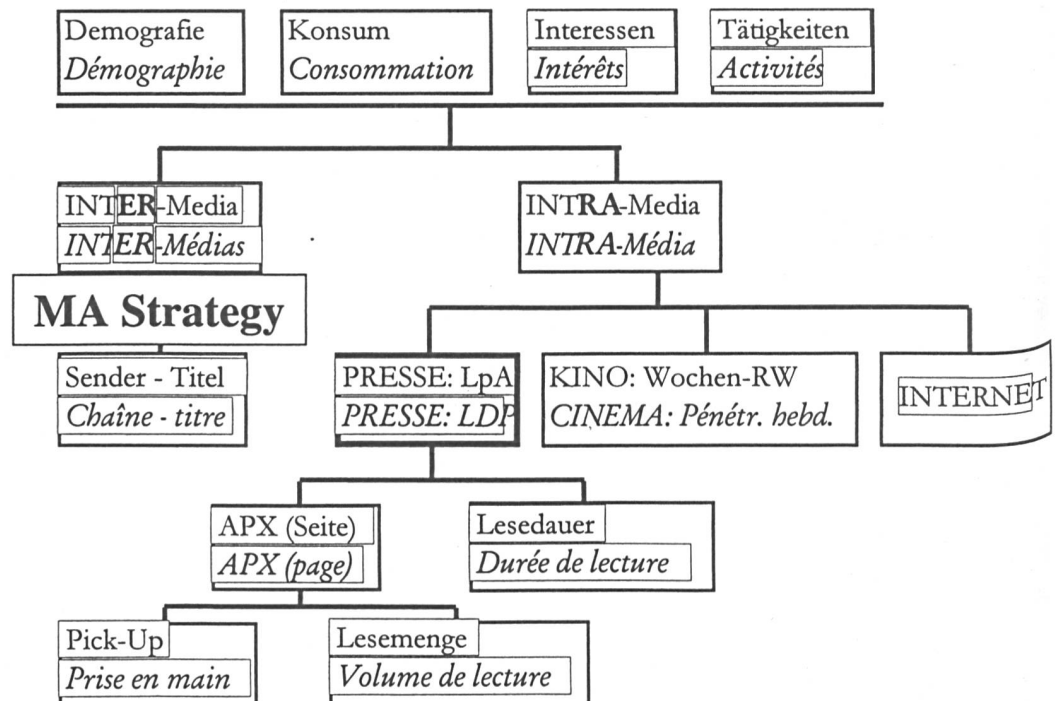 Demografie
Démographie
Konsum
Consommation
Interessen
Intérêts
Tätigkeiten
Activités
INTER-Media
INTER-Médias
INTRA-Media
INTRA-Média
MA Strategy
Sender - Titel
Chaîne - titre
PRESSE: LpA
PRESSE: LDP
KINO: Wochen-RW
CINEMA: Pénétr. hebd.
INTERNET
APX (Seite)
APX (page)
Lesedauer
Durée de lecture
Pick-Up
Prise en main
Lesemenge
Volume de lecture